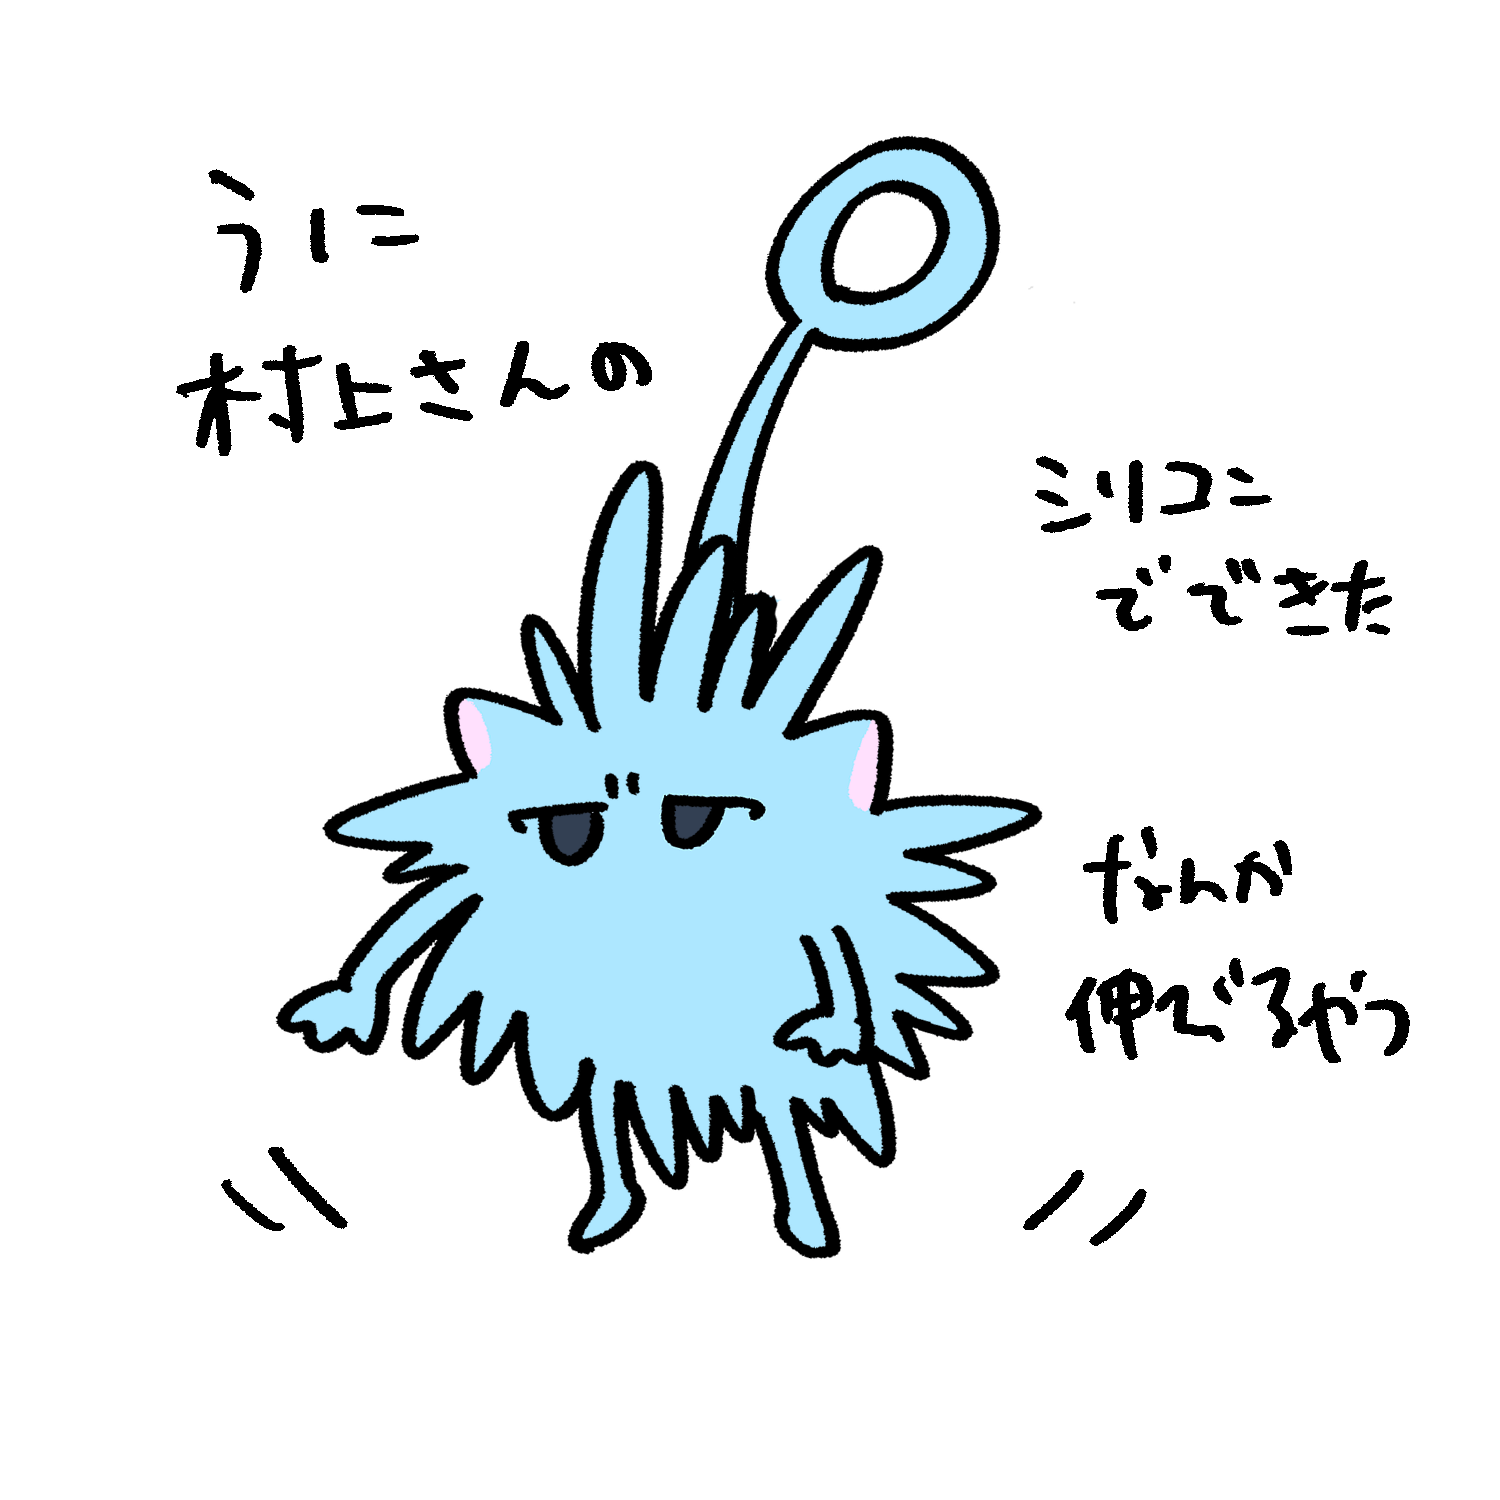 うに
村上さんの
シリコン
でできた
なんか
伸びるやつ